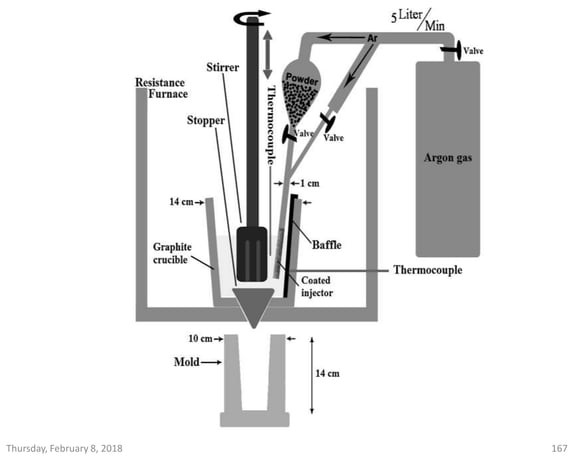 5 Liter/Min
Ar
Valve
Stirrer
Powder
Resistance
Furnace
Thermocouple
Stopper
Valve
Valve
Argon gas
1 cm
14 cm
Baffle
Graphite
crucible
Thermocouple
Coated
injector
10 cm
Mold
14 cm
Thursday, February 8, 2018
167